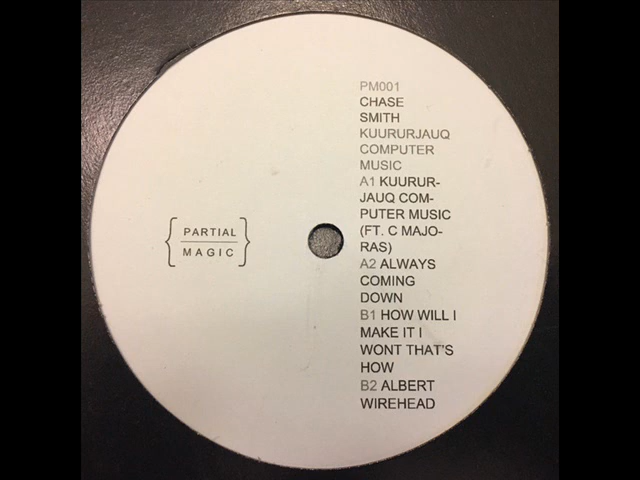 PARTIAL
MAGIC
PM001
CHASE
SMITH
KUURURJAUQ
COMPUTER
MUSIC
A1 KUURUR-
JAUQ COM-
PUTER MUSIC
(FT. C MAJO-
RAS)
A2 ALWAYS
COMING
DOWN
B1 HOW WILL I
MAKE IT I
WONT THAT'S
HOW
B2 ALBERT
WIREHEAD